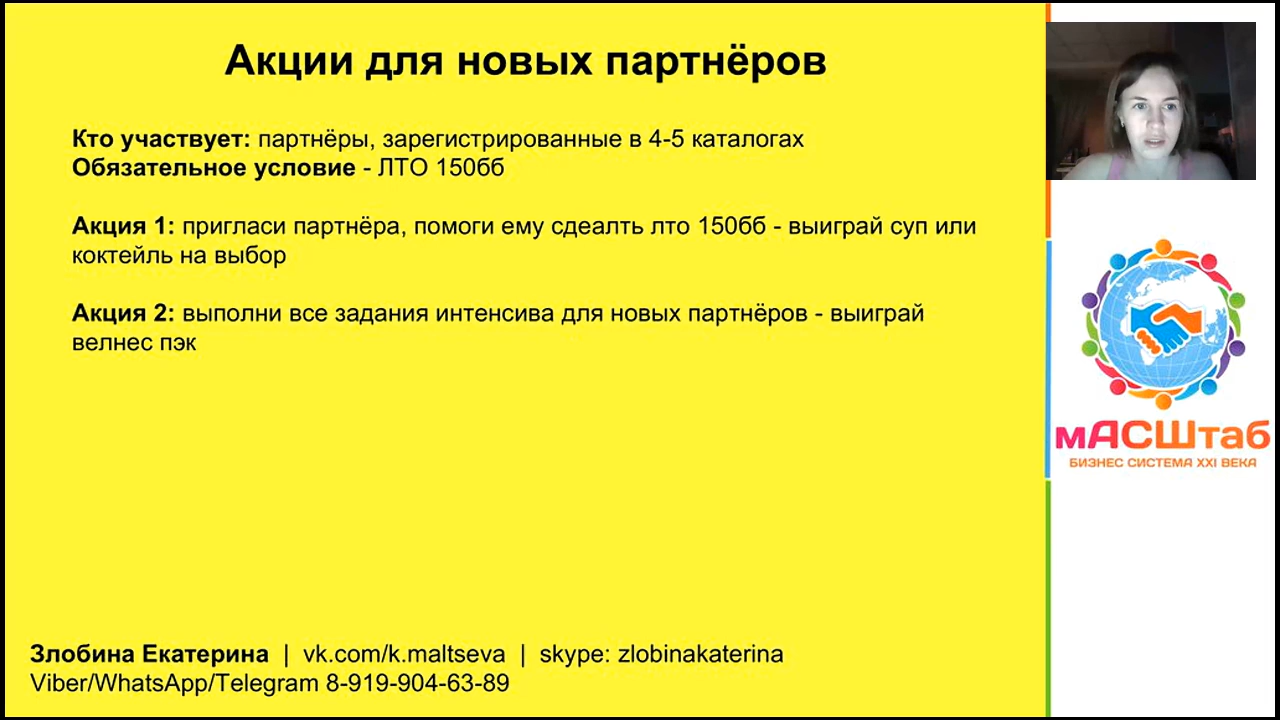 Акции для новых партнёров
Кто участвует: партнёры, зарегистрированные в 4-5 каталогах
Обязательное условие - ЛТО 150бб
Акция 1: пригласи партнёра, помоги ему сдеалть лто 150бб - выиграй суп или
коктейль на выбор
Акция 2: выполни все задания интенсива для новых партнёров - выиграй
велнес пэк
мАСШтаб
БИЗНЕС СИСТЕМА XXI ВЕКА
Злобина Екатерина | vk.com/k.maltseva | skype: zlobinakaterina
Viber/WhatsApp/Telegram 8-919-904-63-89